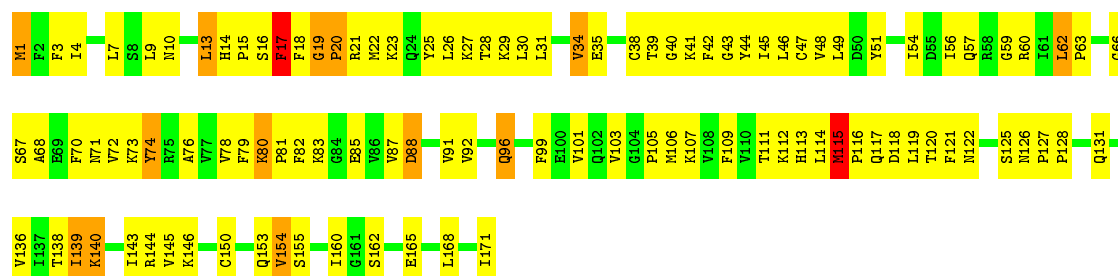 M1 F2 F3 I4 L7 S8 L9 N10 L13 H14 P15 S16 F17 F18 G19 P20 R21 M22 K23 Q24 Y25 L26 K27 T28 K29 L30 L31 V34 E35 C38 T39 G40 K41 F42 G43 Y44 I45 L46 C47 V48 L49 D50 Y51 I54 D55 I56 Q57 R58 G59 R60 I61 L62 P63 G66
S67 A68 E69 F70 N71 V72 K73 Y74 R75 A76 V77 V78 F79 K80 P81 F82 K83 G84 E85 V86 V87 D88 V91 V92 Q96 F99 E100 V101 Q102 V103 G104 P105 M106 K107 V108 F109 V110 T111 K112 H113 L114 M115 P116 Q117 D118 L119 T120 F121 N122 S125 N126 P127 P128 Q131
V136 I137 T138 I139 K140 I143 R144 V145 K146 C150 Q153 V154 S155 I160 G161 S162 E165 L168 I171